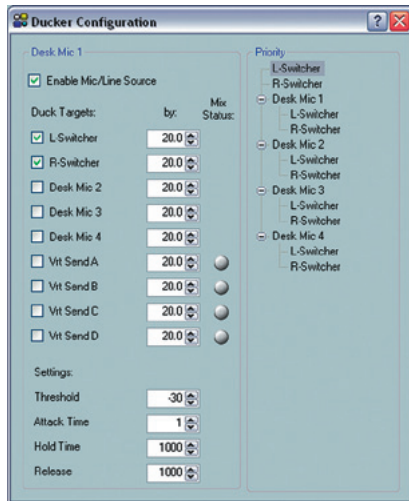 Ducker Configuration
Desk Mic 1
Enable Mic/Line Source
Duck Targets: by: Mix Status:
L-Switcher 20.0
R-Switcher 20.0
Desk Mic 2 20.0
Desk Mic 3 20.0
Desk Mic 4 20.0
Vrt Send A 20.0
Vrt Send B 20.0
Vrt Send C 20.0
Vrt Send D 20.0
Settings:
Threshold -30
Attack Time 1
Hold Time 1000
Release 1000
Priority
L-Switcher
R-Switcher
Desk Mic 1
L-Switcher
R-Switcher
Desk Mic 2
L-Switcher
R-Switcher
Desk Mic 3
L-Switcher
R-Switcher
Desk Mic 4
L-Switcher
R-Switcher